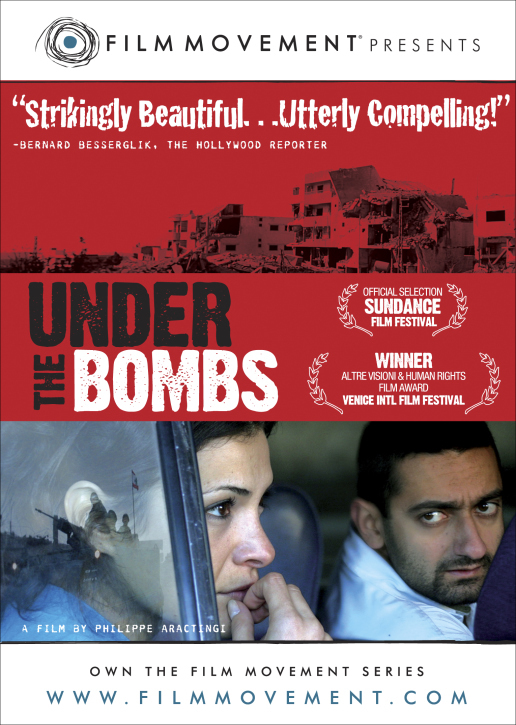 FILM MOVEMENT® PRESENTS
“Strikingly Beautiful. . .Utterly Compelling!”
-BERNARD BESSERGLIK, THE HOLLYWOOD REPORTER
UNDER
THE BOMBS
OFFICIAL SELECTION
SUNDANCE
FILM FESTIVAL
WINNER
ALTRE VISIONI & HUMAN RIGHTS
FILM AWARD
VENICE INTL FILM FESTIVAL
A FILM BY PHILIPPE ARACTINGI
OWN THE FILM MOVEMENT SERIES
WWW.FILMMOVEMENT.COM